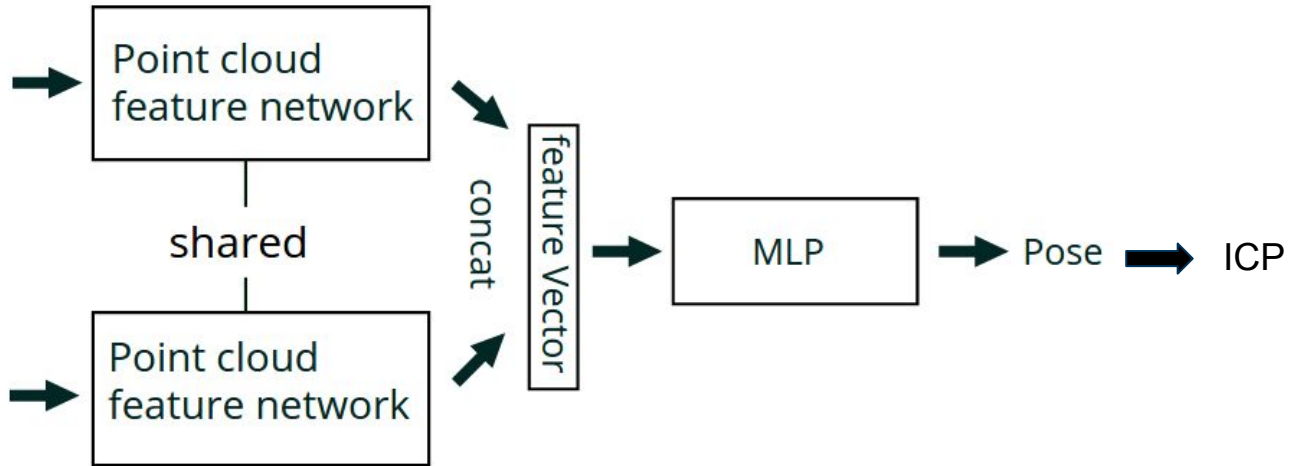 Point cloud
feature network
shared
Point cloud
feature network
concat
feature Vector
MLP
Pose
ICP